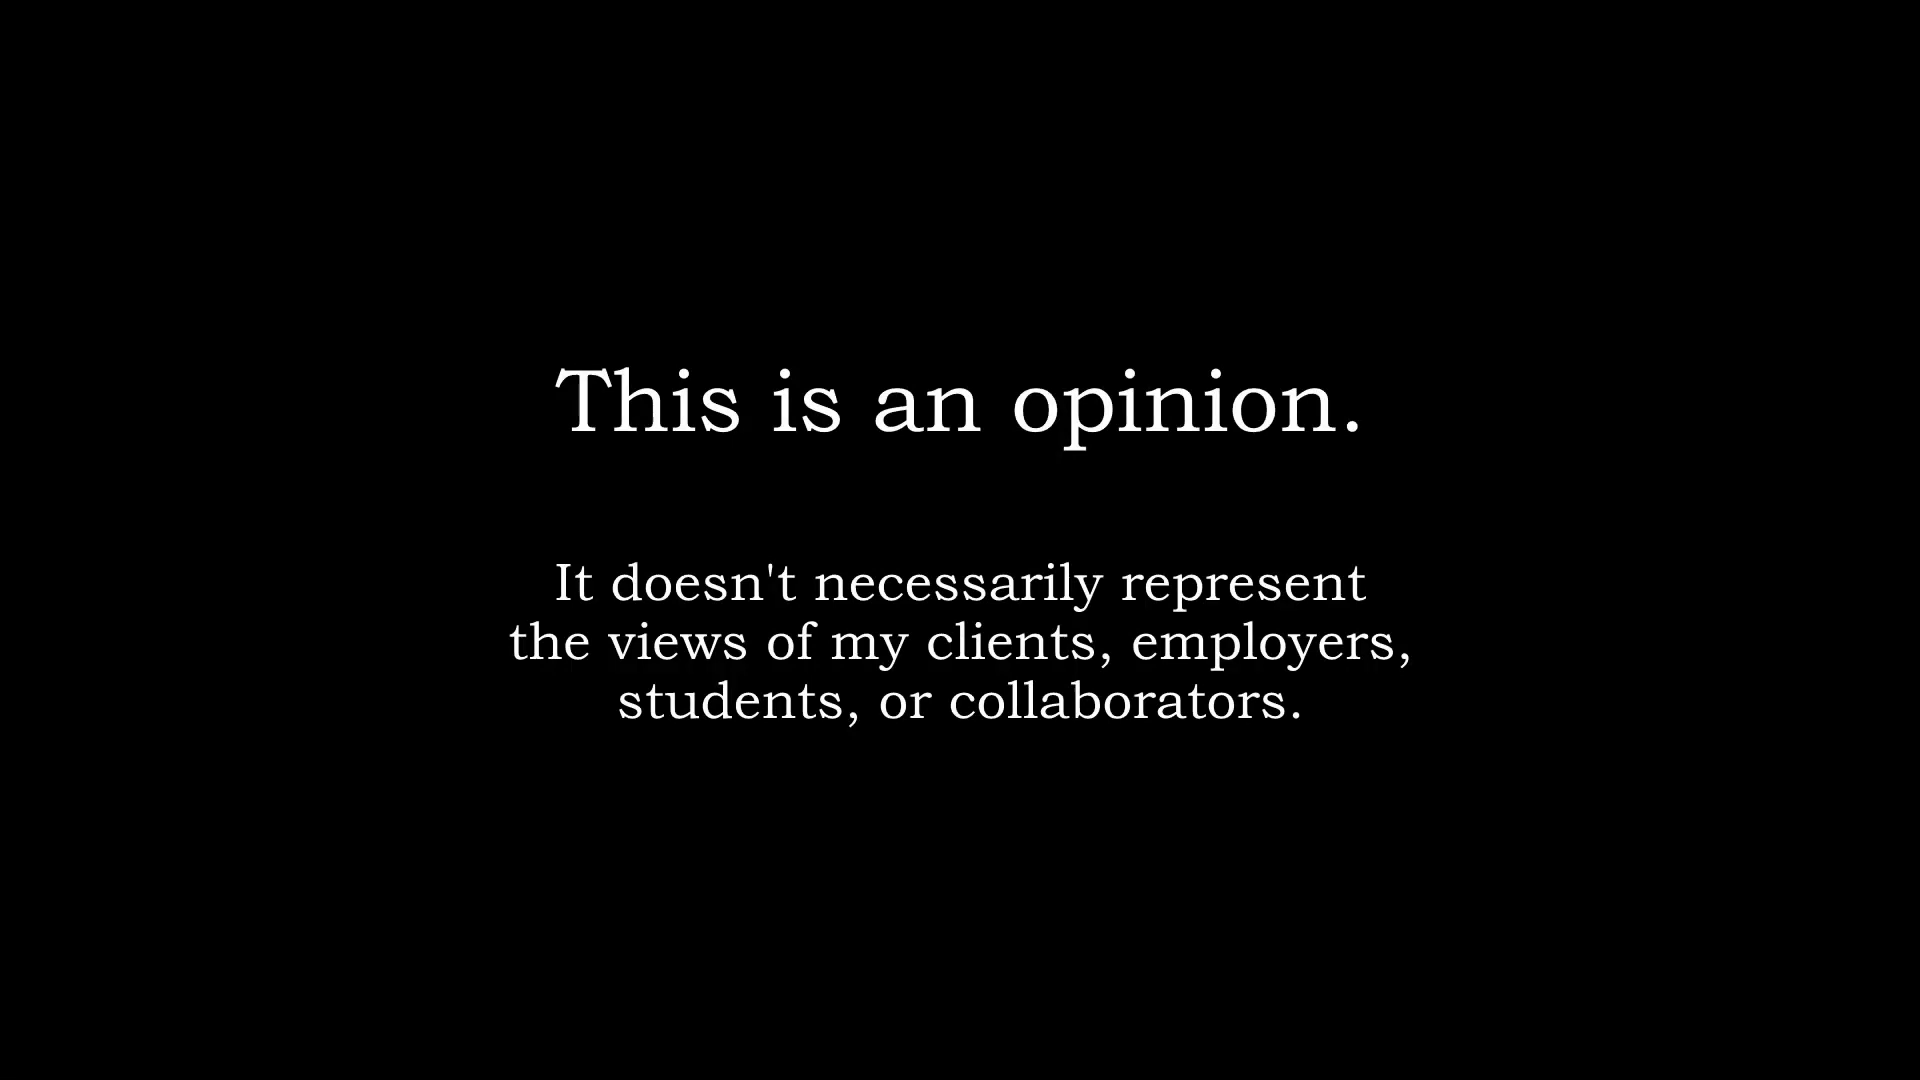 This is an opinion.
It doesn't necessarily represent
the views of my clients, employers,
students, or collaborators.